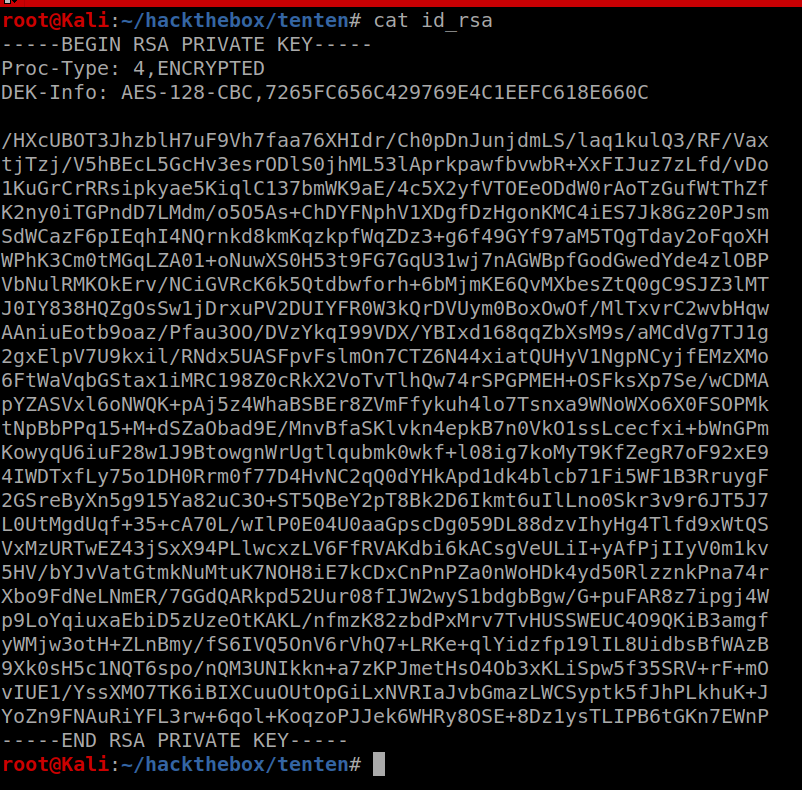 root@Kali:~/hackthebox/tenten# cat id_rsa
-----BEGIN RSA PRIVATE KEY-----
Proc-Type: 4,ENCRYPTED
DEK-Info: AES-128-CBC,7265FC656C429769E4C1EEFC618E660C

/HXcUBOT3JhzblH7uF9Vh7faa76XHIdr/Ch0pDnJunjdmLS/laq1kulQ3/RF/Vax
tjTzj/V5hBEcL5GcHv3esrODlS0jhML53lAprkpawfbvwbR+XxFIJuz7zLfd/vDo
1KuGrCrRRsipkyae5KiqlC137bmWK9aE/4c5X2yfVTOEeODdW0rAoTzGufWtThZf
K2ny0iTGPndD7LMdm/o5O5As+ChDYFNphV1XDgfDzHgonKMC4iES7Jk8Gz20PJsm
SdWCazF6pIEqhI4NQrnkd8kmKqzkpfWqZDz3+g6f49GYf97aM5TQgTday2oFqoXH
WPhK3Cm0tMGqLZA01+oNuwXS0H53t9FG7GqU31wj7nAGWBpfGodGwedYde4zlOBP
VbNulRMKOkErv/NCiGVRcK6k5Qtdbwforh+6bMjmKE6QvMXbesZtQ0gC9SJZ3lMT
J0IY838HQZgOsSw1jDrxuPV2DUIYFR0W3kQrDVUym0BoxOwOf/MlTxvrC2wvbHqw
AAniuEotb9oaz/Pfau3OO/DVzYkqI99VDX/YBIxd168qqZbXsM9s/aMCdVg7TJ1g
2gxElpV7U9kxil/RNdx5UASFpvFslmOn7CTZ6N44xiatQUHyV1NgpNCyjfEMzXMo
6FtWaVqbGStax1iMRC198Z0cRkX2VoTvTlhQw74rSPGPMEH+OSFksXp7Se/wCDMA
pYZASVxl6oNWQK+pAj5z4WhaBSBEr8ZVmFfykuh4lo7Tsnxa9WNoWXo6X0FSOPMk
tNpBbPPq15+M+dSZaObad9E/MnvBfaSKlvkn4epkB7n0VkO1ssLcecfxi+bWnGPm
KowyqU6iuF28w1J9BtowgnWrUgtlqubmk0wkf+l08ig7koMyT9KfZegR7oF92xE9
4IWDTxfLy75o1DH0Rrm0f77D4HvNC2qQ0dYHkApd1dk4blcb71Fi5WF1B3RruygF
2GSreByXn5g915Ya82uC3O+ST5QBeY2pT8Bk2D6Ikmt6uIlLno0Skr3v9r6JT5J7
L0UtMgdUqf+35+cA70L/wIlP0E04U0aaGpscDg059DL88dzvIhyHg4Tlfd9xWtQS
VxMzURTwEZ43jSxX94PLlwcxzLV6FfRVAKdbi6kACsgVeULiI+yAfPjIIyV0m1kv
5HV/bYJvVatGtmkNuMtuK7NOH8iE7kCDxCnPnPZa0nWoHDk4yd50RlzznkPna74r
Xbo9FdNeLNmER/7GGdQARkpd52Uur08fIJW2wyS1bdgbBgw/G+puFAR8z7ipgj4W
p9LoYqiuxaEbiD5zUzeOtKAKL/nfmzK82zbdPxMrv7TvHUSSWEUC4O9QKiB3amgf
yWMjw3otH+ZLnBmy/fS6IVQ5OnV6rVhQ7+LRKe+qlYidzfp19lIL8UidbsBfWAzB
9Xk0sH5c1NQT6spo/nQM3UNIkkn+a7zKPJmetHsO4Ob3xKLiSpw5f35SRV+rF+mO
vIUE1/YssXMO7TK6iBIXCuuOUtOpGiLxNVRIaJvbGmazLWCSyptk5fJhPLkhuK+J
YoZn9FNAuRiYFL3rw+6qol+KoqzoPJJek6WHRy8OSE+8Dz1ysTLIPB6tGKn7EWnP
-----END RSA PRIVATE KEY-----
root@Kali:~/hackthebox/tenten#